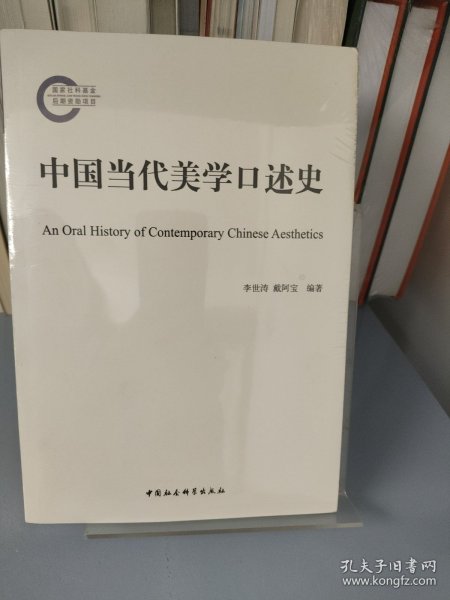 国家社科基金
后期资助项目
中国当代美学口述史
An Oral History of Contemporary Chinese Aesthetics
李世涛 戴阿宝 编著
中国社会科学出版社
孔夫子旧书网
www.kongfz.com